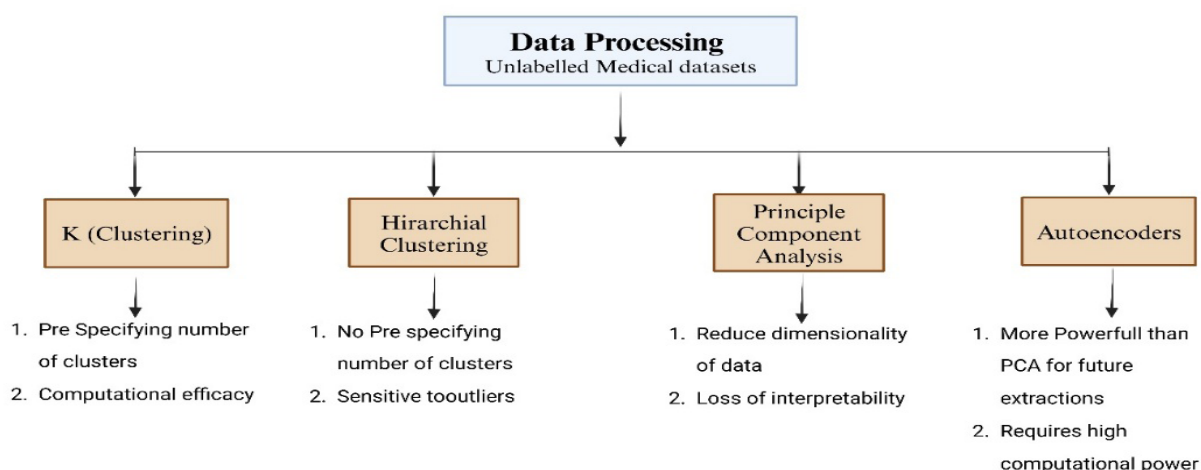 Data Processing
Unlabelled Medical datasets
K (Clustering)
Hirarchial
Clustering
Principle
Component
Analysis
Autoencoders
1. Pre Specifying number
of clusters
2. Computational efficacy
1. No Pre specifying
number of clusters
2. Sensitive tooutliers
1. Reduce dimensionality
of data
2. Loss of interpretability
1. More Powerfull than
PCA for future
extractions
2. Requires high
computational power